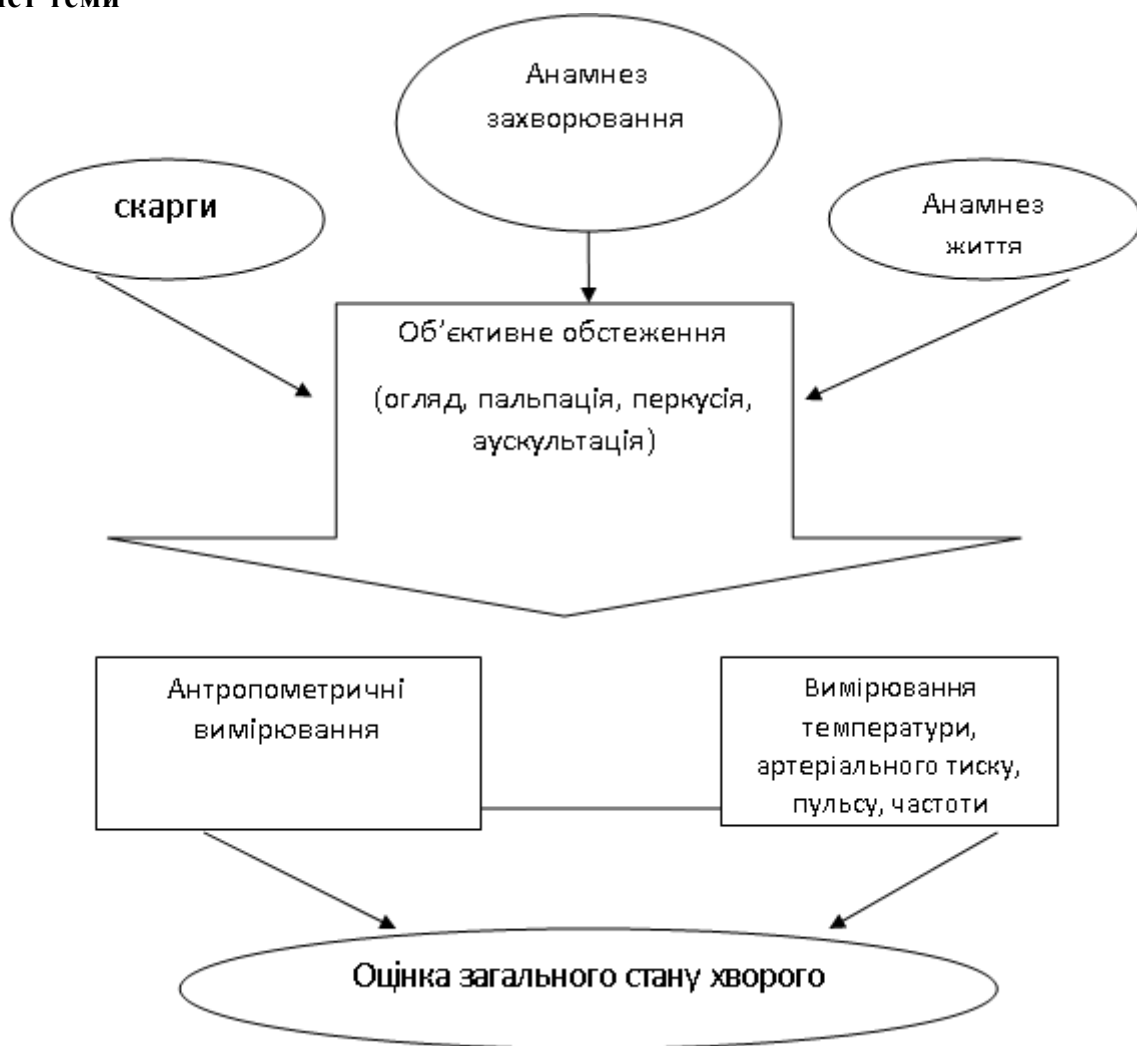 теми
Анамнез
захворювання
скарги
Анамнез
життя
Об’єктивне обстеження
(огляд, пальпація, перкусія,
аускультація)
Антропометричні
вимірювання
Вимірювання
температури,
артеріального тиску,
пульсу, частоти
Оцінка загального стану хворого